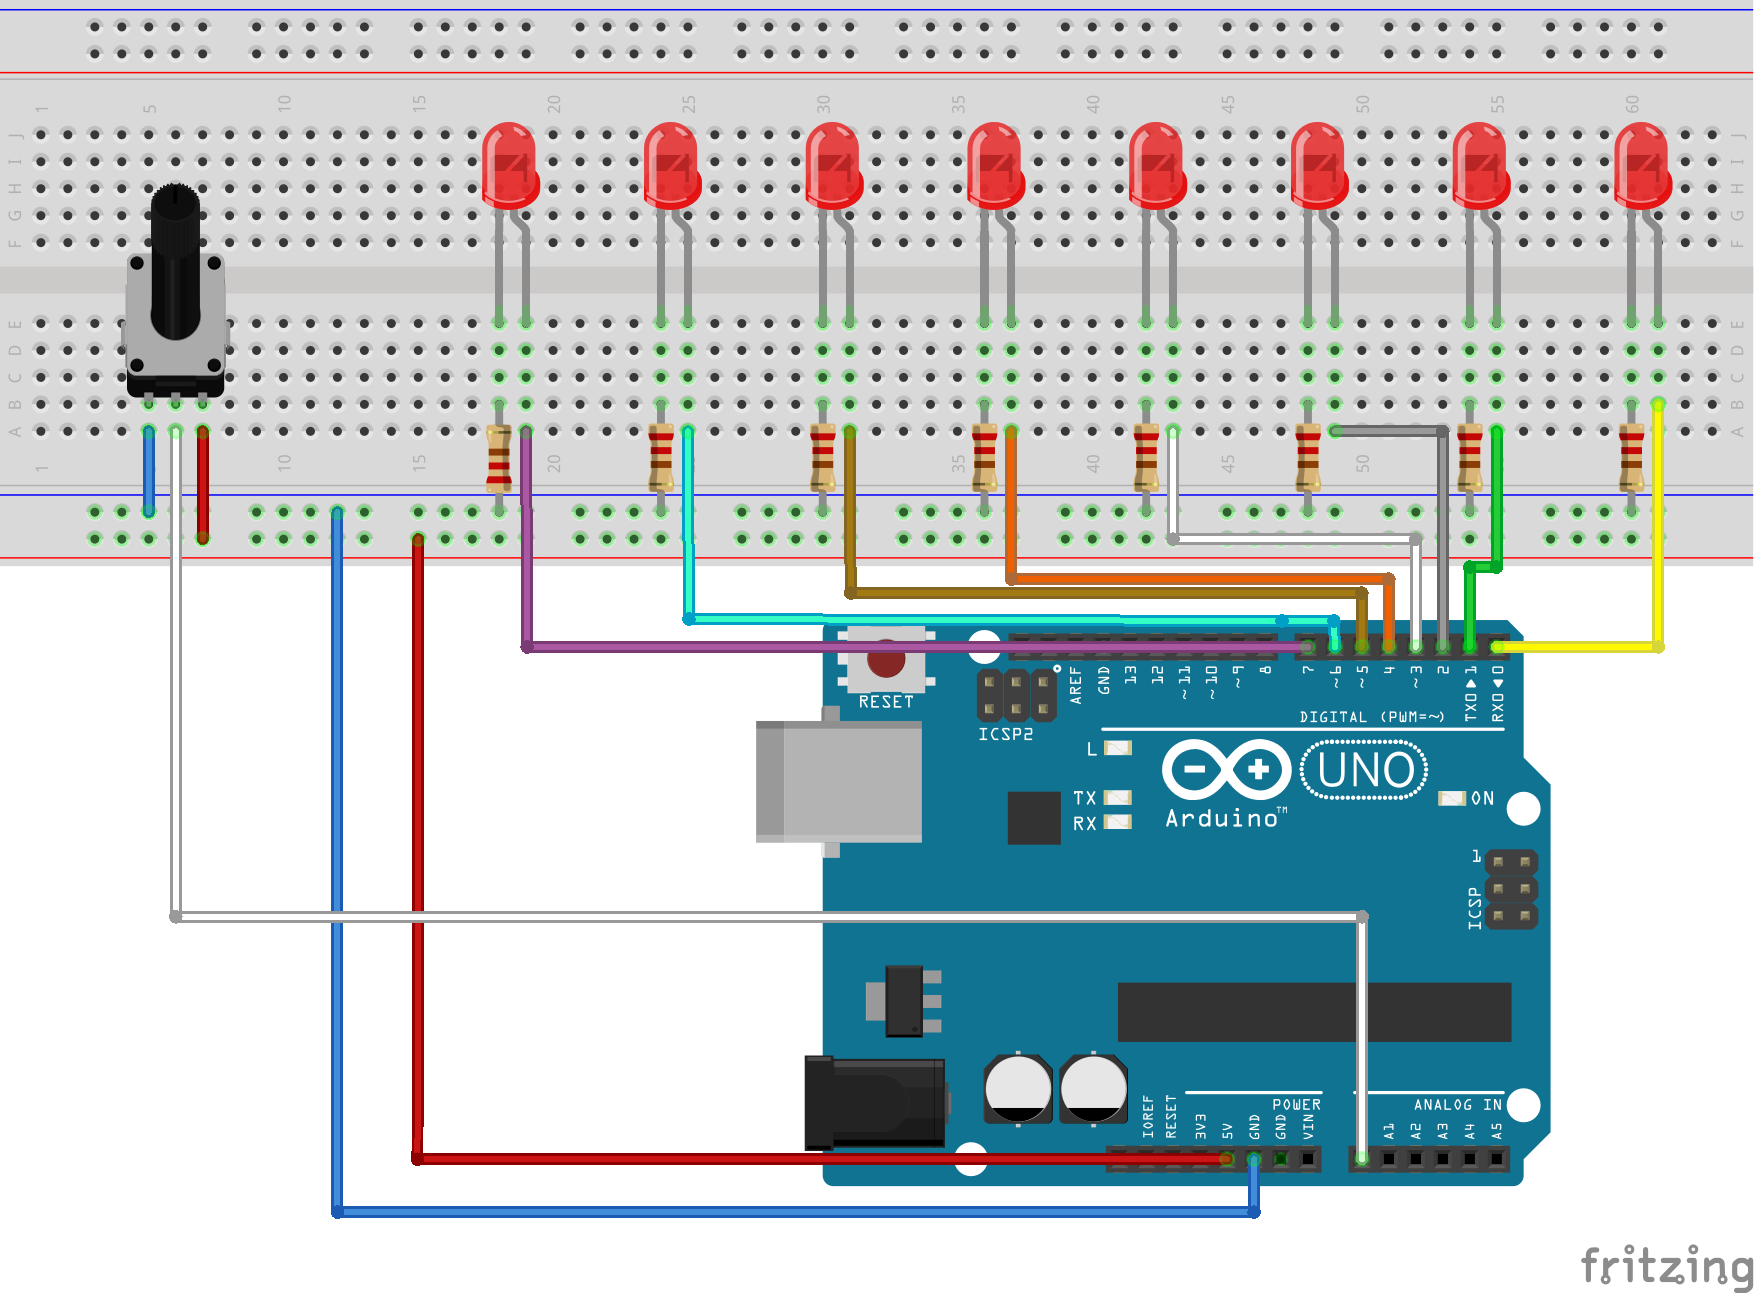 1 5 10 15 20 25 30 35 40 45 50 55 60
J J
I I
H H
G G
F F
E E
D D
C C
B B
A A
1 10 15 20 35 40 45 50
RESET
ICSP2
AREF
GND
13
12
~11
~10
~9
8
7
~6
~5
4
~3
2
TX0▶1
RX0◀0
DIGITAL (PWM=~)
L
TX
RX
UNO
Arduino™
ON
1
ICSP
IOREF
RESET
3V3
5V
GND
GND
VIN
POWER
ANALOG IN
A1
A2
A3
A4
A5
fritzing